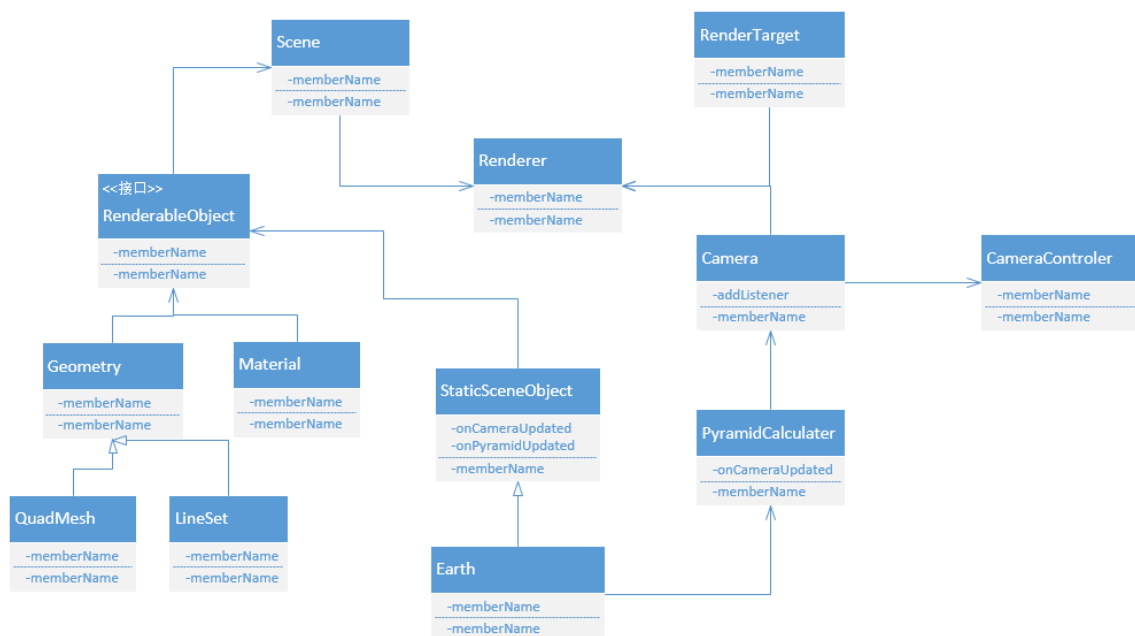 Scene
-memberName
-memberName
RenderTarget
-memberName
-memberName
Renderer
-memberName
-memberName
<<接口>>
RenderableObject
-memberName
-memberName
Camera
-addListener
-memberName
CameraControler
-memberName
-memberName
Geometry
-memberName
-memberName
Material
-memberName
-memberName
StaticSceneObject
-onCameraUpdated
-onPyramidUpdated
-memberName
PyramidCalculater
-onCameraUpdated
-memberName
QuadMesh
-memberName
-memberName
LineSet
-memberName
-memberName
Earth
-memberName
-memberName